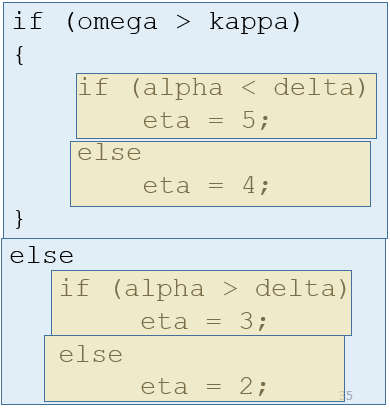 if (omega > kappa)
{
if (alpha < delta)
eta = 5;
else
eta = 4;
}
else
if (alpha > delta)
eta = 3;
else
eta = 2;
35